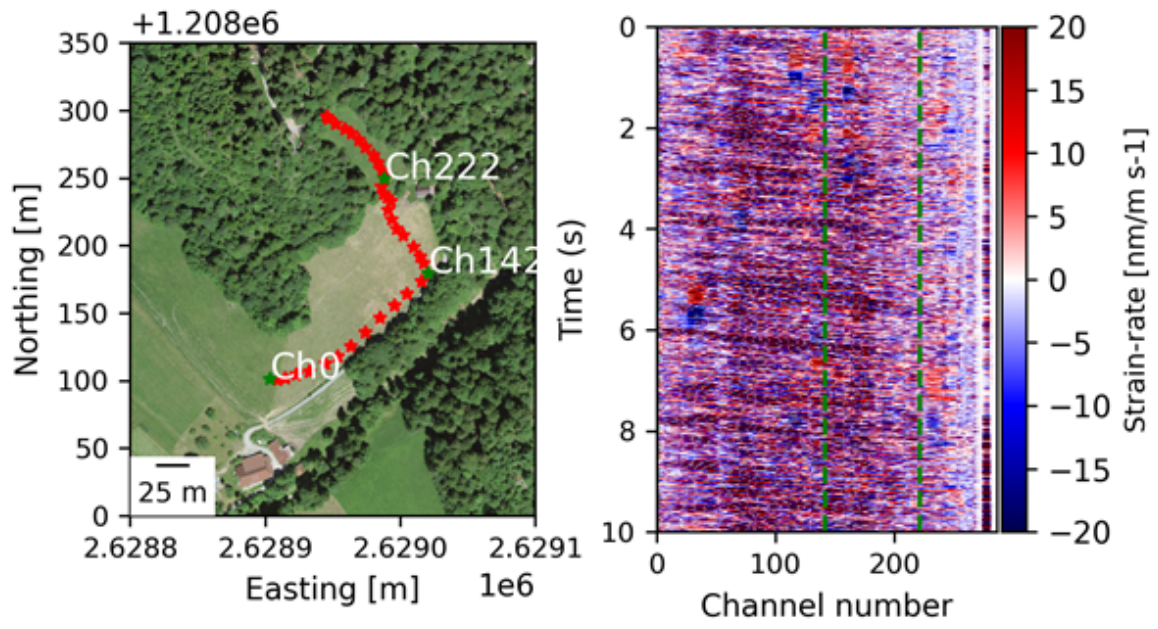 +1.208e6
350
300
250
200
150
100
50
0
Northing [m]
Ch222
Ch142
Ch0
25 m
2.6288
2.6289
2.6290
2.6291
1e6
Easting [m]
0
2
4
6
8
10
Time (s)
0
100
200
Channel number
20
15
10
5
0
−5
−10
−15
−20
Strain-rate [nm/m s-1]